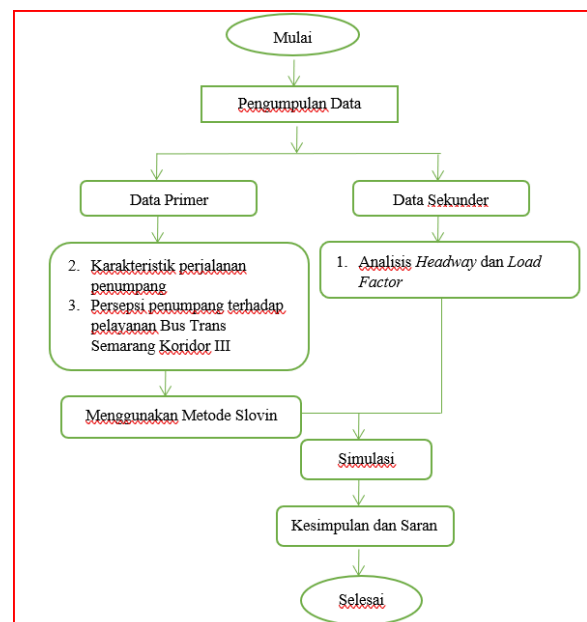 Mulai
Pengumpulan Data
Data Primer
Data Sekunder
2. Karakteristik perjalanan
penumpang
3. Persepsi penumpang terhadap
pelayanan Bus Trans
Semarang Koridor III
1. Analisis Headway dan Load
Factor
Menggunakan Metode Slovin
Simulasi
Kesimpulan dan Saran
Selesai